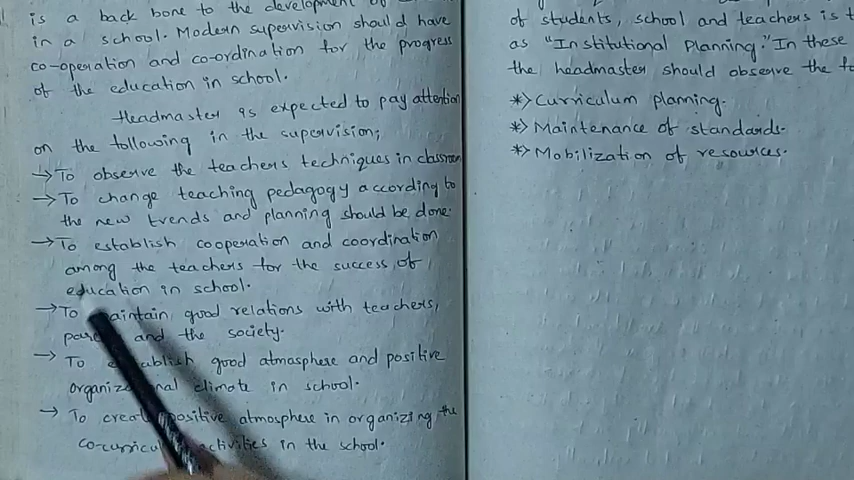 is a back bone to the development of
in a school. Modern supervision should have
co-operation and co-ordination for the progress
of the education in school.
Headmaster is expected to pay attention
on the following in the supervision;
→ To observe the teachers techniques in classroom
→ To change teaching pedagogy according to
the new trends and planning should be done.
→ To establish cooperation and coordination
among the teachers for the success of
education in school.
→ To maintain good relations with teachers,
and the society.
→ To establish good atmosphere and positive
organizational climate in school.
→ To create positive atmosphere in organizing the
co-curricular activities in the school.
of students, school and teachers is
as "Institutional Planning." In these
the headmaster should observe the
*> Curriculum planning.
*> Maintenance of standards.
*> Mobilization of resources.